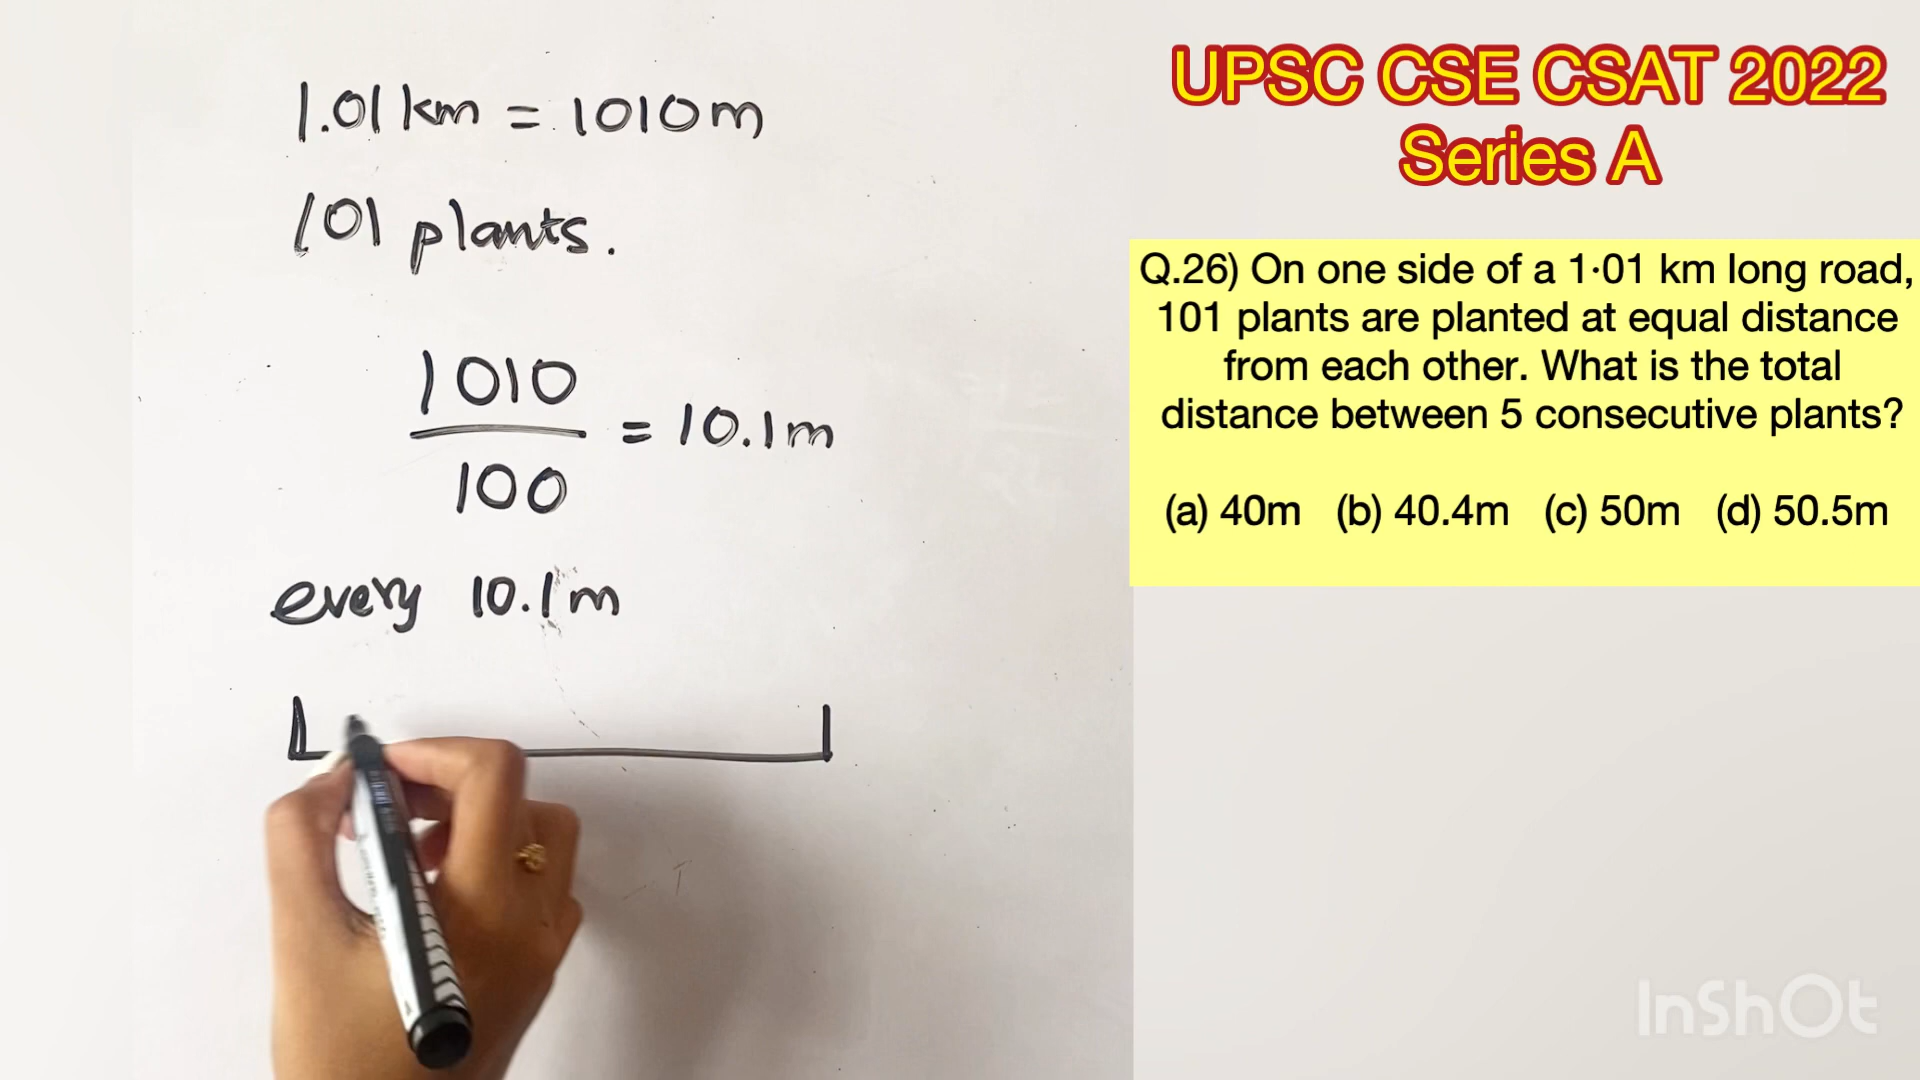 1.01 km = 1010 m
101 plants.
1010
100
= 10.1 m
every 10.1 m
UPSC CSE CSAT 2022
Series A
Q.26) On one side of a 1·01 km long road,
101 plants are planted at equal distance
from each other. What is the total
distance between 5 consecutive plants?
(a) 40m (b) 40.4m (c) 50m (d) 50.5m
InShOt